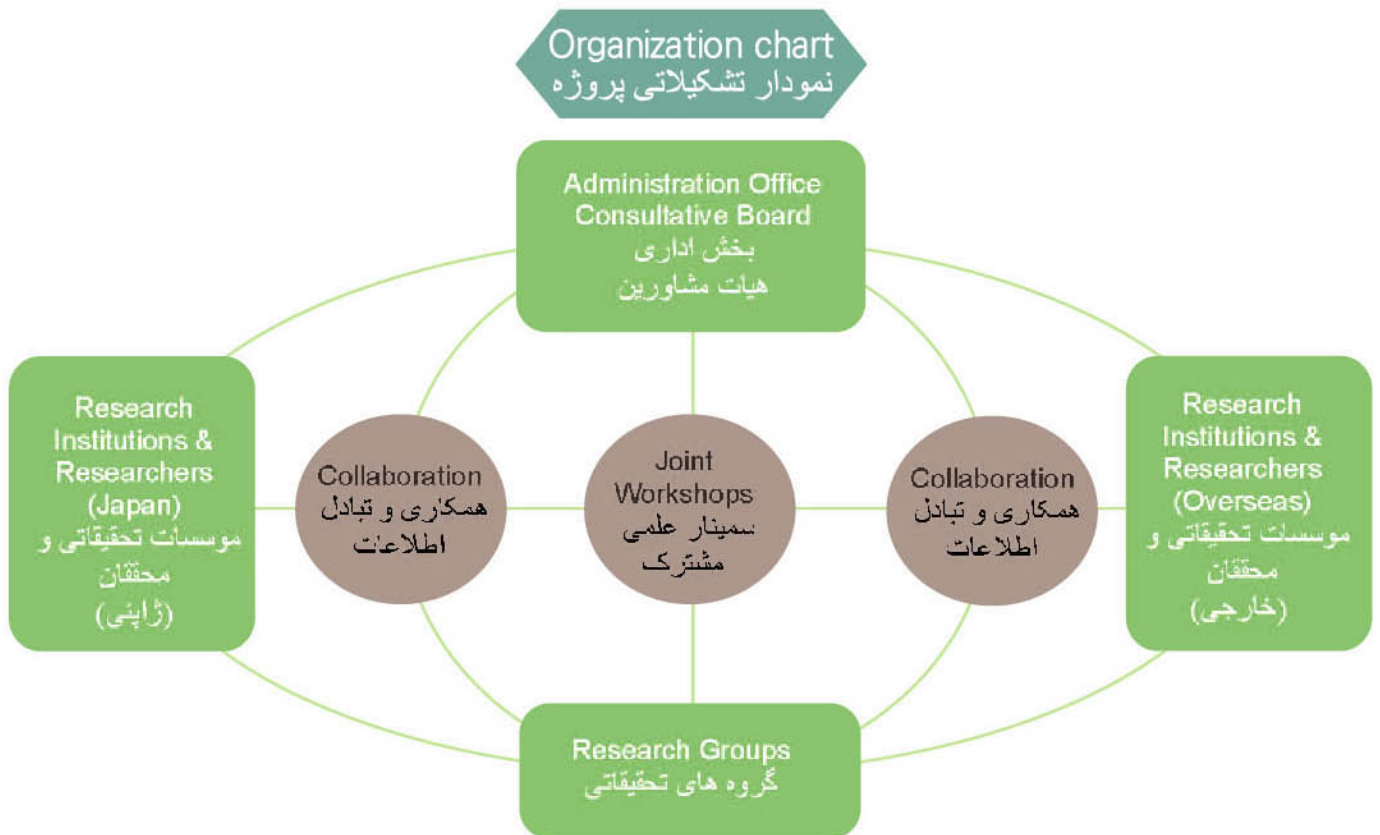 Organization chart
نمودار تشکیلاتی پروژه
Administration Office
Consultative Board
بخش اداری
هیات مشاورین
Research
Institutions &
Researchers
(Japan)
موسسات تحقیقاتی و
محققان
(ژاپنی)
Collaboration
همکاری و تبادل
اطلاعات
Joint
Workshops
سمینار علمی
مشترک
Collaboration
همکاری و تبادل
اطلاعات
Research
Institutions &
Researchers
(Overseas)
موسسات تحقیقاتی و
محققان
(خارجی)
Research Groups
گروه های تحقیقاتی